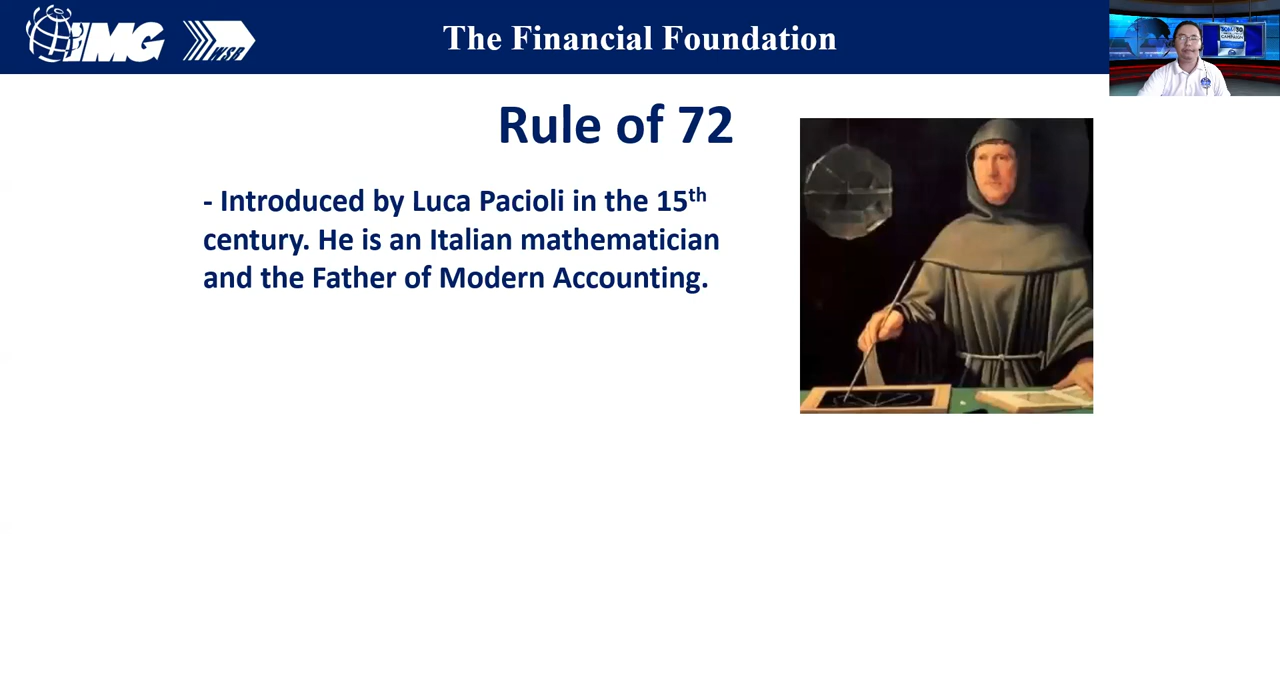 IMG
WSB
The Financial Foundation
Rule of 72
- Introduced by Luca Pacioli in the 15th
century. He is an Italian mathematician
and the Father of Modern Accounting.